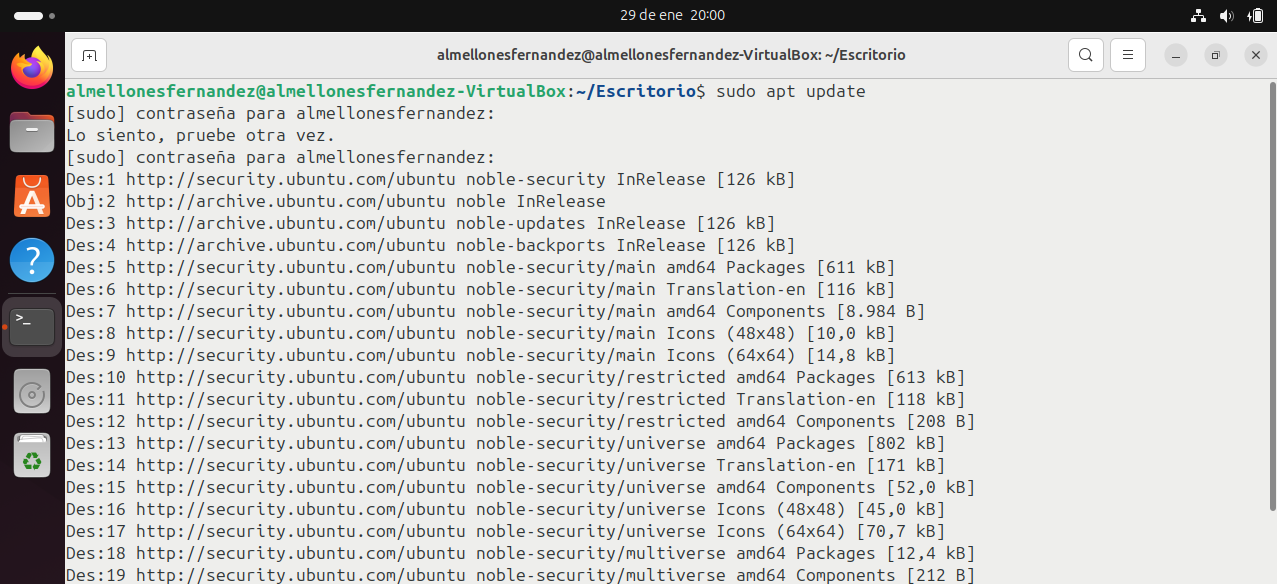 29 de ene 20:00
almellonesfernandez@almellonesfernandez-VirtualBox: ~/Escritorio
almellonesfernandez@almellonesfernandez-VirtualBox:~/Escritorio$ sudo apt update
[sudo] contraseña para almellonesfernandez:
Lo siento, pruebe otra vez.
[sudo] contraseña para almellonesfernandez:
Des:1 http://security.ubuntu.com/ubuntu noble-security InRelease [126 kB]
Obj:2 http://archive.ubuntu.com/ubuntu noble InRelease
Des:3 http://archive.ubuntu.com/ubuntu noble-updates InRelease [126 kB]
Des:4 http://archive.ubuntu.com/ubuntu noble-backports InRelease [126 kB]
Des:5 http://security.ubuntu.com/ubuntu noble-security/main amd64 Packages [611 kB]
Des:6 http://security.ubuntu.com/ubuntu noble-security/main Translation-en [116 kB]
Des:7 http://security.ubuntu.com/ubuntu noble-security/main amd64 Components [8.984 B]
Des:8 http://security.ubuntu.com/ubuntu noble-security/main Icons (48x48) [10,0 kB]
Des:9 http://security.ubuntu.com/ubuntu noble-security/main Icons (64x64) [14,8 kB]
Des:10 http://security.ubuntu.com/ubuntu noble-security/restricted amd64 Packages [613 kB]
Des:11 http://security.ubuntu.com/ubuntu noble-security/restricted Translation-en [118 kB]
Des:12 http://security.ubuntu.com/ubuntu noble-security/restricted amd64 Components [208 B]
Des:13 http://security.ubuntu.com/ubuntu noble-security/universe amd64 Packages [802 kB]
Des:14 http://security.ubuntu.com/ubuntu noble-security/universe Translation-en [171 kB]
Des:15 http://security.ubuntu.com/ubuntu noble-security/universe amd64 Components [52,0 kB]
Des:16 http://security.ubuntu.com/ubuntu noble-security/universe Icons (48x48) [45,0 kB]
Des:17 http://security.ubuntu.com/ubuntu noble-security/universe Icons (64x64) [70,7 kB]
Des:18 http://security.ubuntu.com/ubuntu noble-security/multiverse amd64 Packages [12,4 kB]
Des:19 http://security.ubuntu.com/ubuntu noble-security/multiverse amd64 Components [212 B]